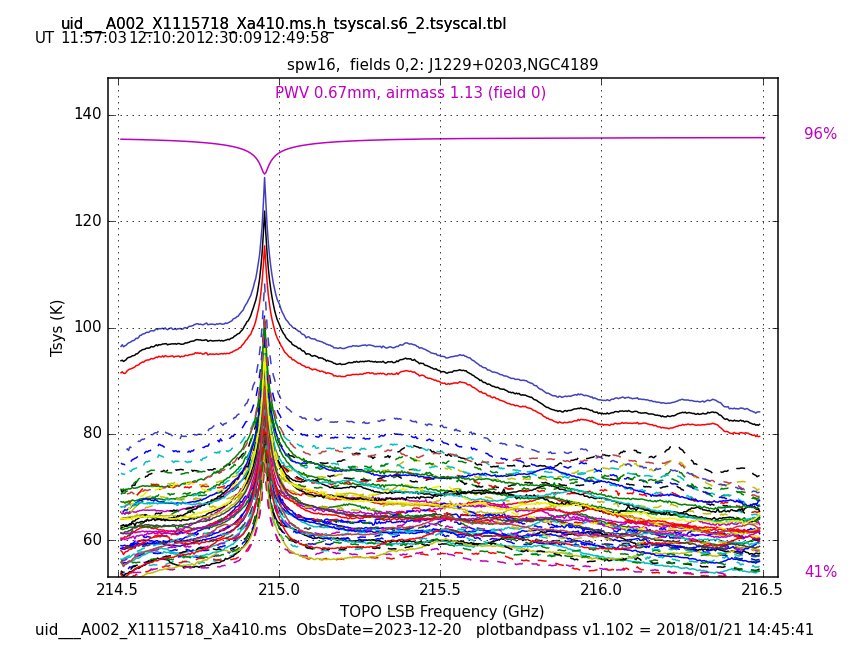 uid___A002_X1115718_Xa410.ms.h_tsyscal.s6_2.tsyscal.tbl
UT 11:57:03 12:10:20 12:30:09 12:49:58
spw16, fields 0,2: J1229+0203,NGC4189
PWV 0.67mm, airmass 1.13 (field 0)
140
96%
120
100
Tsys (K)
80
60
41%
214.5 215.0 215.5 216.0 216.5
TOPO LSB Frequency (GHz)
uid___A002_X1115718_Xa410.ms ObsDate=2023-12-20 plotbandpass v1.102 = 2018/01/21 14:45:41